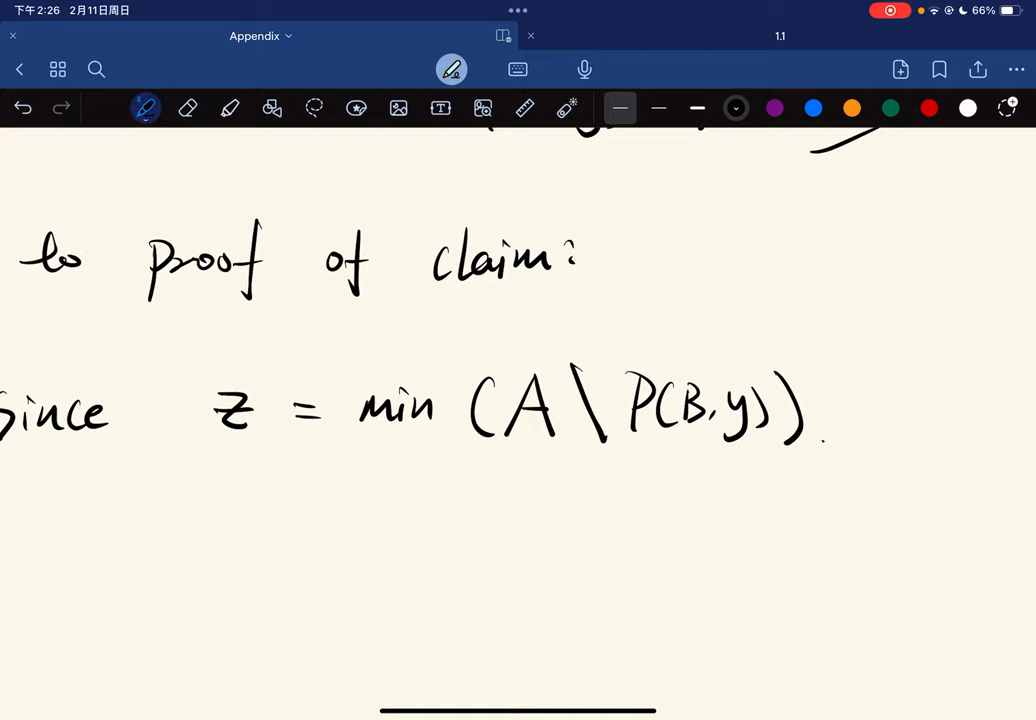 下午2:26 2月11日周日
66%
Appendix
1.1
to proof of claim:
Since z = min (A \ P(B, y)).